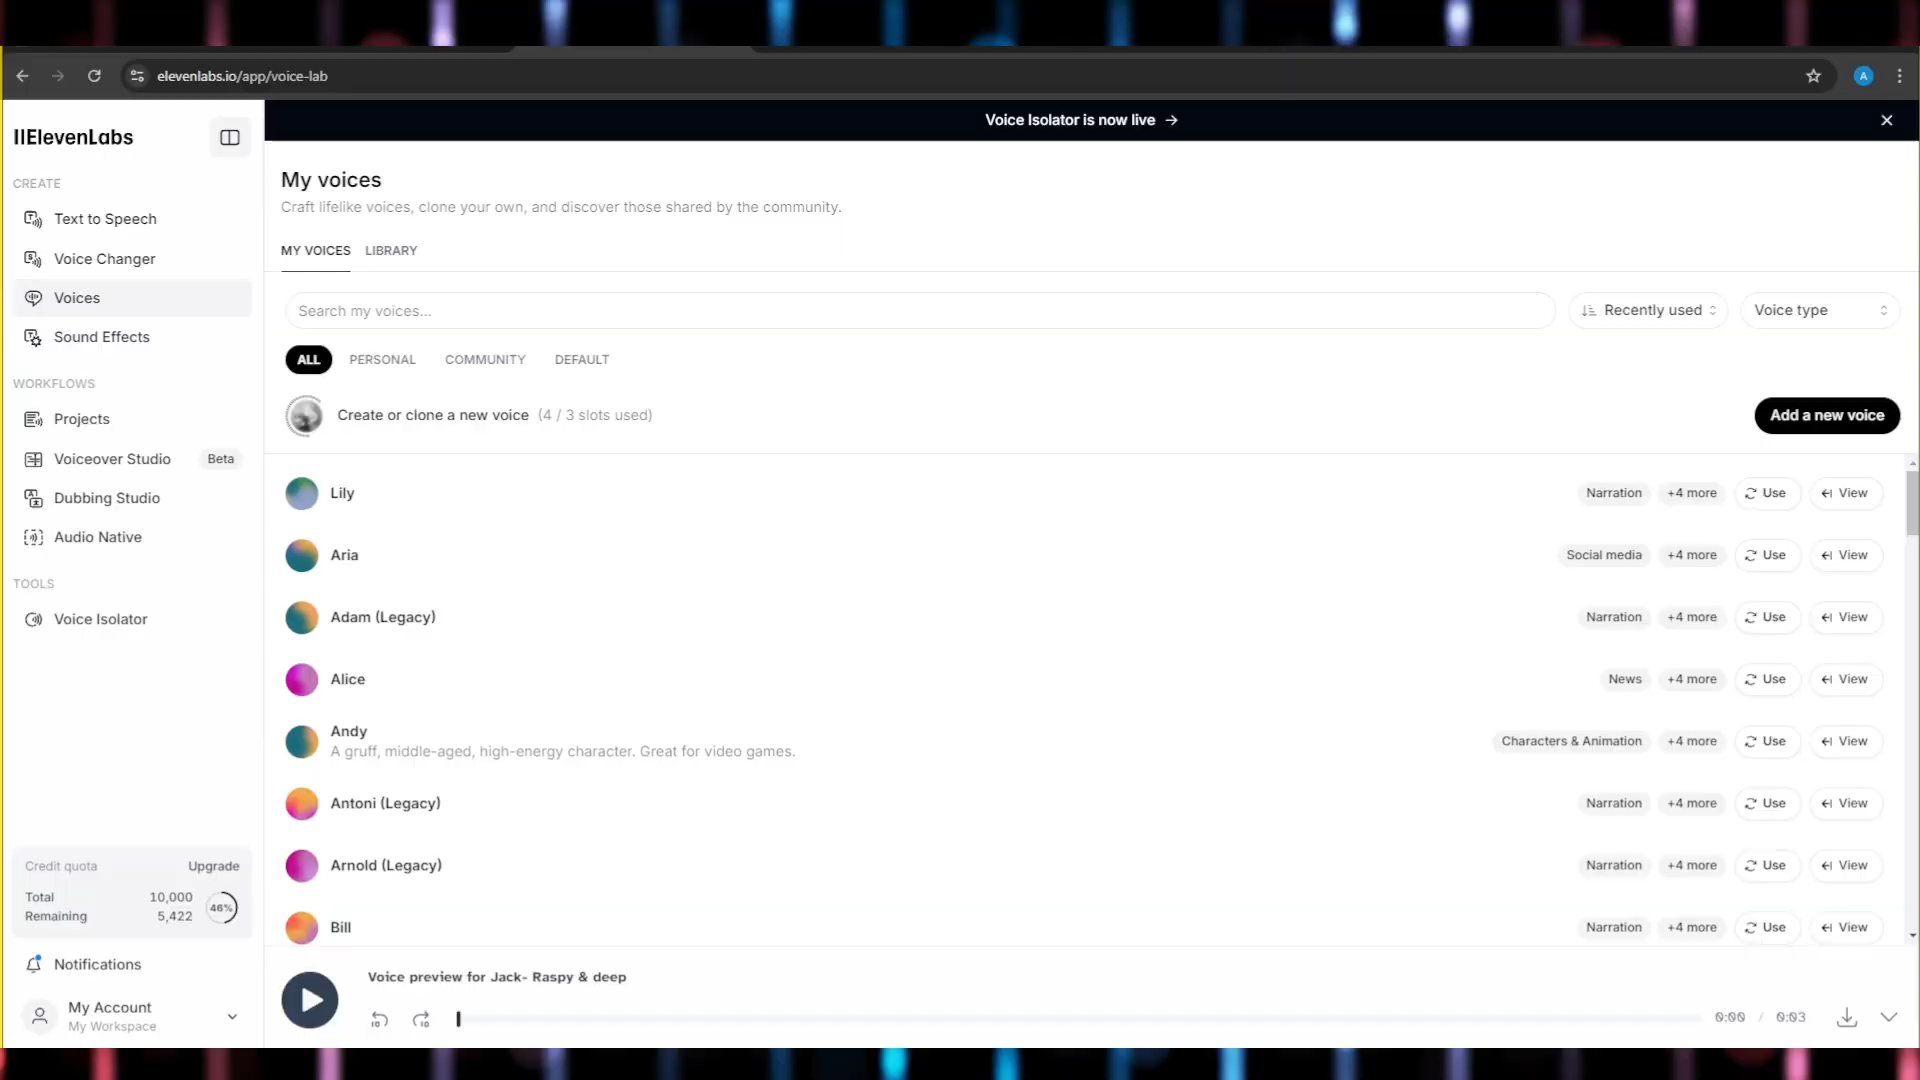 elevenlabs.io/app/voice-lab
A
IIElevenLabs
Voice Isolator is now live →
CREATE
Text to Speech
Voice Changer
Voices
Sound Effects
WORKFLOWS
Projects
Voiceover Studio Beta
Dubbing Studio
Audio Native
TOOLS
Voice Isolator
Credit quota Upgrade
Total 10,000
Remaining 5,422
46%
Notifications
My Account
My Workspace
My voices
Craft lifelike voices, clone your own, and discover those shared by the community.
MY VOICES LIBRARY
Search my voices... Recently used Voice type
ALL PERSONAL COMMUNITY DEFAULT
Create or clone a new voice (4 / 3 slots used) Add a new voice
Lily Narration +4 more Use View
Aria Social media +4 more Use View
Adam (Legacy) Narration +4 more Use View
Alice News +4 more Use View
Andy
A gruff, middle-aged, high-energy character. Great for video games. Characters & Animation +4 more Use View
Antoni (Legacy) Narration +4 more Use View
Arnold (Legacy) Narration +4 more Use View
Bill Narration +4 more Use View
Voice preview for Jack- Raspy & deep
10 10 0:00 / 0:03